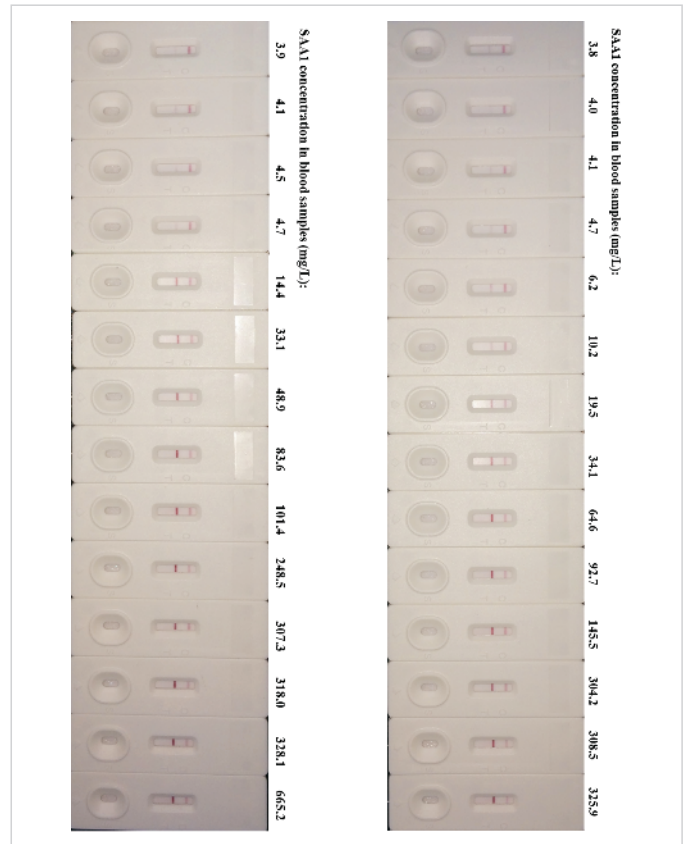 SAA1 concentration in blood samples (mg/L):
3.8 4.0 4.1 4.7 6.2 10.2 19.5 34.1 64.6 92.7 145.5 304.2 308.5 325.9
SAA1 concentration in blood samples (mg/L):
3.9 4.1 4.5 4.7 14.4 33.1 48.9 83.6 101.4 248.5 307.3 318.0 328.1 665.2